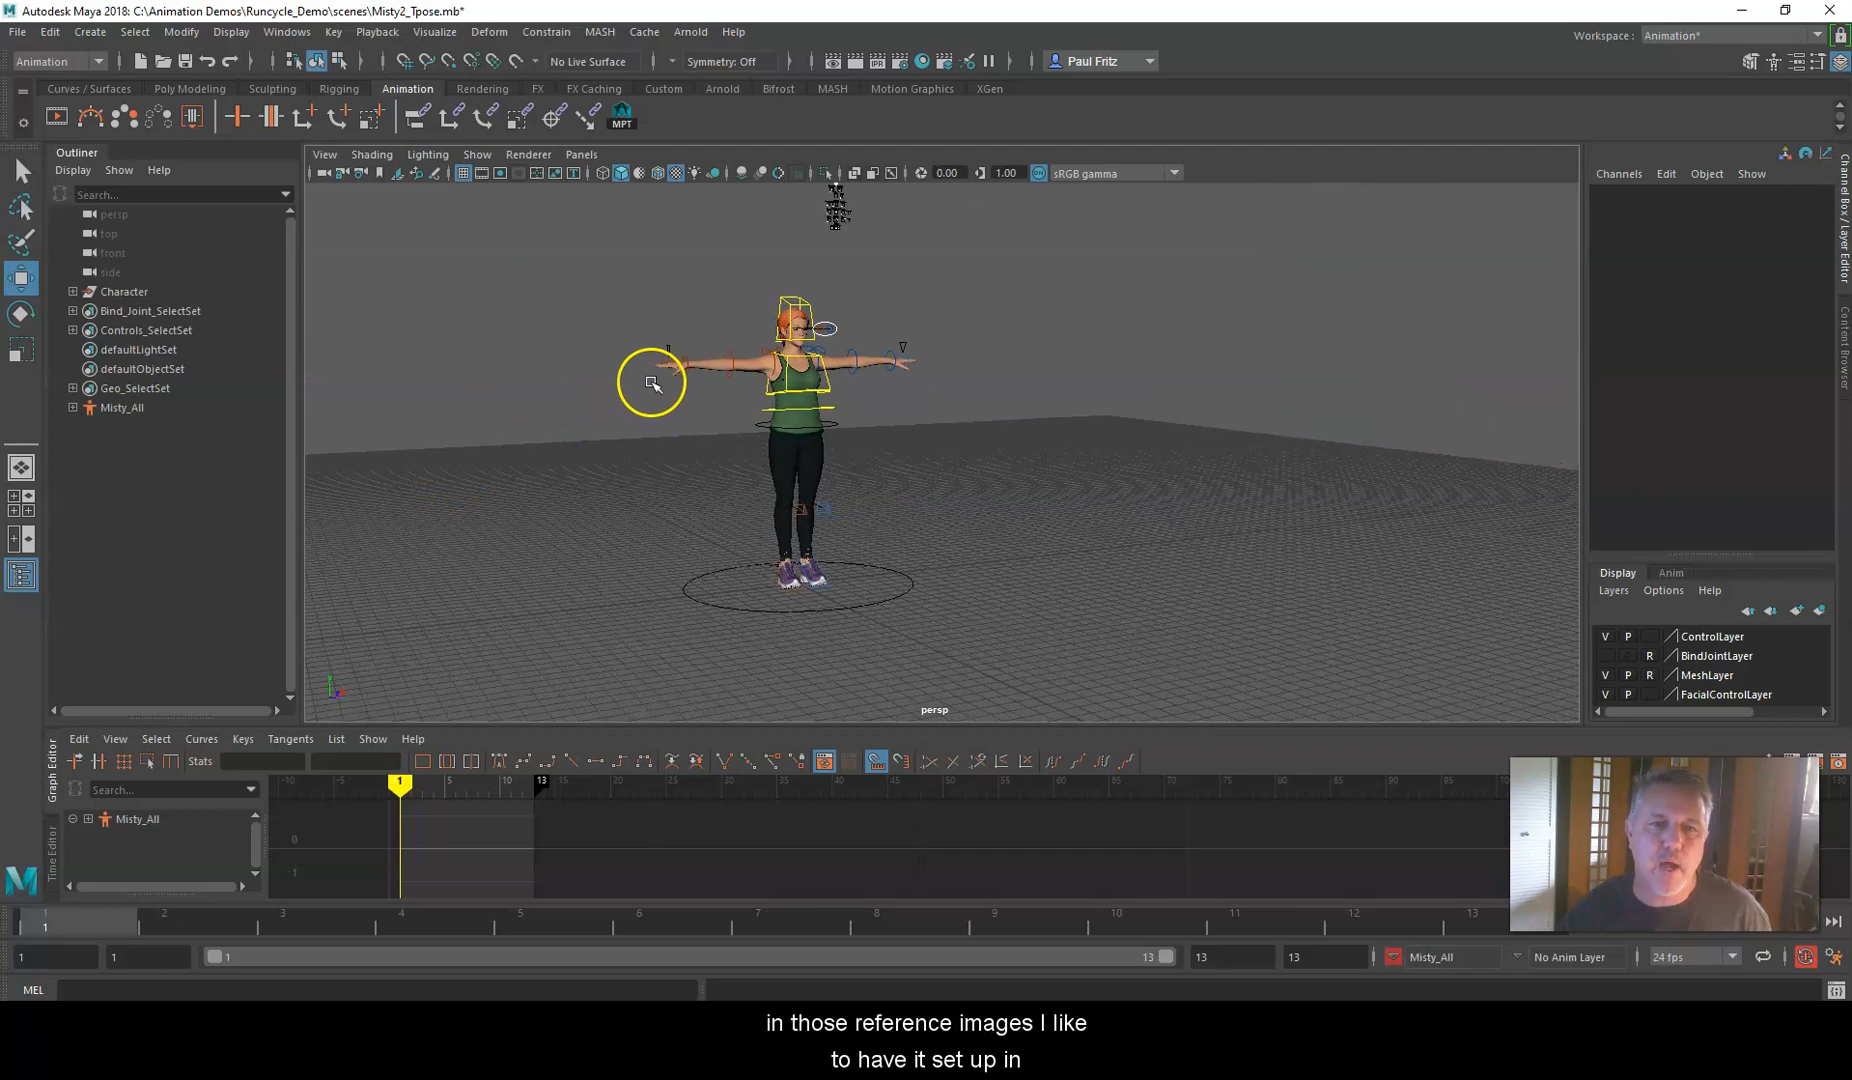 Autodesk Maya 2018: C:\Animation Demos\Runcycle_Demo\scenes\Misty2_Tpose.mb*
File Edit Create Select Modify Display Windows Key Playback Visualize Deform Constrain MASH Cache Arnold Help
Workspace : Animation*
Animation No Live Surface Symmetry: Off Paul Fritz
Curves / Surfaces Poly Modeling Sculpting Rigging Animation Rendering FX FX Caching Custom Arnold Bifrost MASH Motion Graphics XGen
MPT
Outliner
Display Show Help
Search...
persp
top
front
side
Character
Bind_Joint_SelectSet
Controls_SelectSet
defaultLightSet
defaultObjectSet
Geo_SelectSet
Misty_All
View Shading Lighting Show Renderer Panels
0.00 1.00 ON sRGB gamma
persp
Channels Edit Object Show
Channel Box / Layer Editor
Content Browser
Display Anim
Layers Options Help
V P ControlLayer
R BindJointLayer
V P R MeshLayer
V P FacialControlLayer
Graph Editor
Time Editor
Edit View Select Curves Keys Tangents List Show Help
Stats
Search...
Misty_All
-10 -5 1 5 10 13 15 20 25 30 35 40 45 50 55 60 65 70 75 80 85 90 95 130
0
-1
1 2 3 4 5 6 7 8 9 10 11 12 13
1
1 1 1 13 13 13 Misty_All No Anim Layer 24 fps
MEL
in those reference images I like
to have it set up in